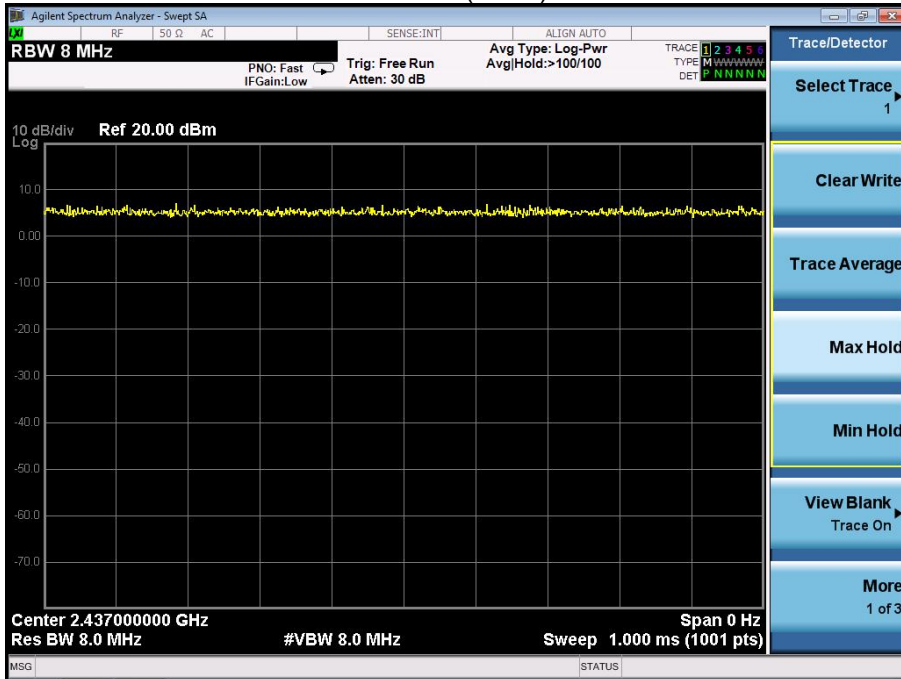 Agilent Spectrum Analyzer - Swept SA
LXI RF 50 Ω AC SENSE:INT ALIGN AUTO
RBW 8 MHz
PNO: Fast
IFGain:Low
Trig: Free Run
Atten: 30 dB
Avg Type: Log-Pwr
Avg|Hold:>100/100
TRACE 1 2 3 4 5 6
TYPE M WWWWW
DET P N N N N N
10 dB/div Ref 20.00 dBm
Log
10.0
0.00
-10.0
-20.0
-30.0
-40.0
-50.0
-60.0
-70.0
Center 2.437000000 GHz Span 0 Hz
Res BW 8.0 MHz #VBW 8.0 MHz Sweep 1.000 ms (1001 pts)
MSG STATUS
Trace/Detector
Select Trace
1
Clear Write
Trace Average
Max Hold
Min Hold
View Blank
Trace On
More
1 of 3